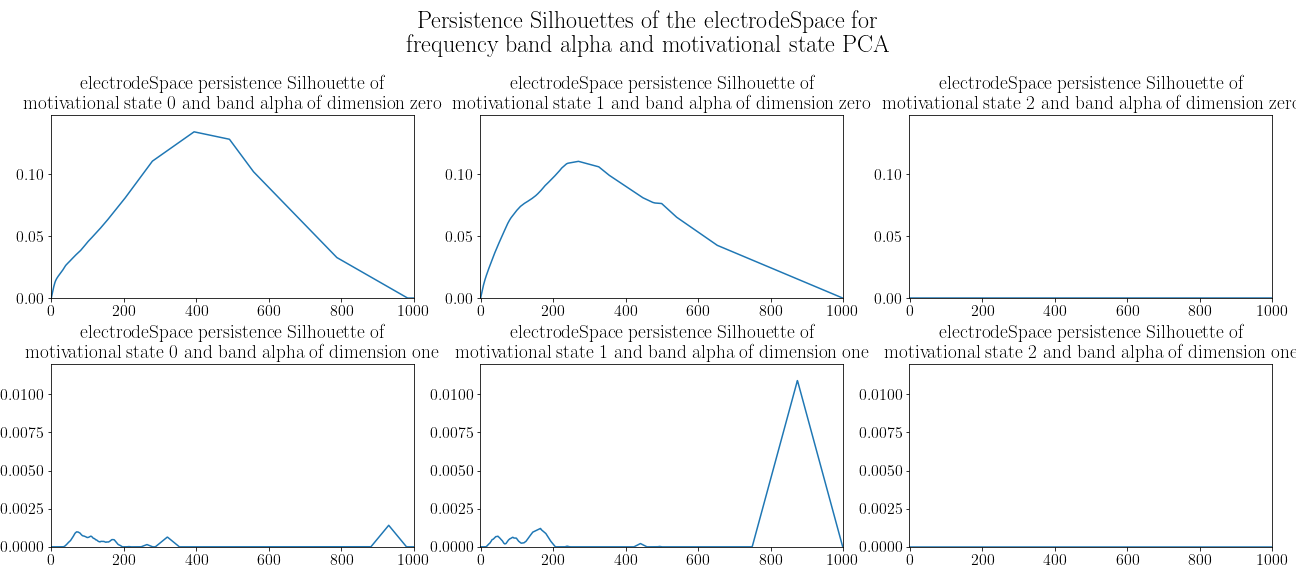 Persistence Silhouettes of the electrodeSpace for
frequency band alpha and motivational state PCA
electrodeSpace persistence Silhouette of
motivational state 0 and band alpha of dimension zero
0.10
0.05
0.00
0 200 400 600 800 1000
electrodeSpace persistence Silhouette of
motivational state 1 and band alpha of dimension zero
0.10
0.05
0.00
0 200 400 600 800 1000
electrodeSpace persistence Silhouette of
motivational state 2 and band alpha of dimension zero
0.10
0.05
0.00
0 200 400 600 800 1000
electrodeSpace persistence Silhouette of
motivational state 0 and band alpha of dimension one
0.0100
0.0075
0.0050
0.0025
0.0000
0 200 400 600 800 1000
electrodeSpace persistence Silhouette of
motivational state 1 and band alpha of dimension one
0.0100
0.0075
0.0050
0.0025
0.0000
0 200 400 600 800 1000
electrodeSpace persistence Silhouette of
motivational state 2 and band alpha of dimension one
0.0100
0.0075
0.0050
0.0025
0.0000
0 200 400 600 800 1000